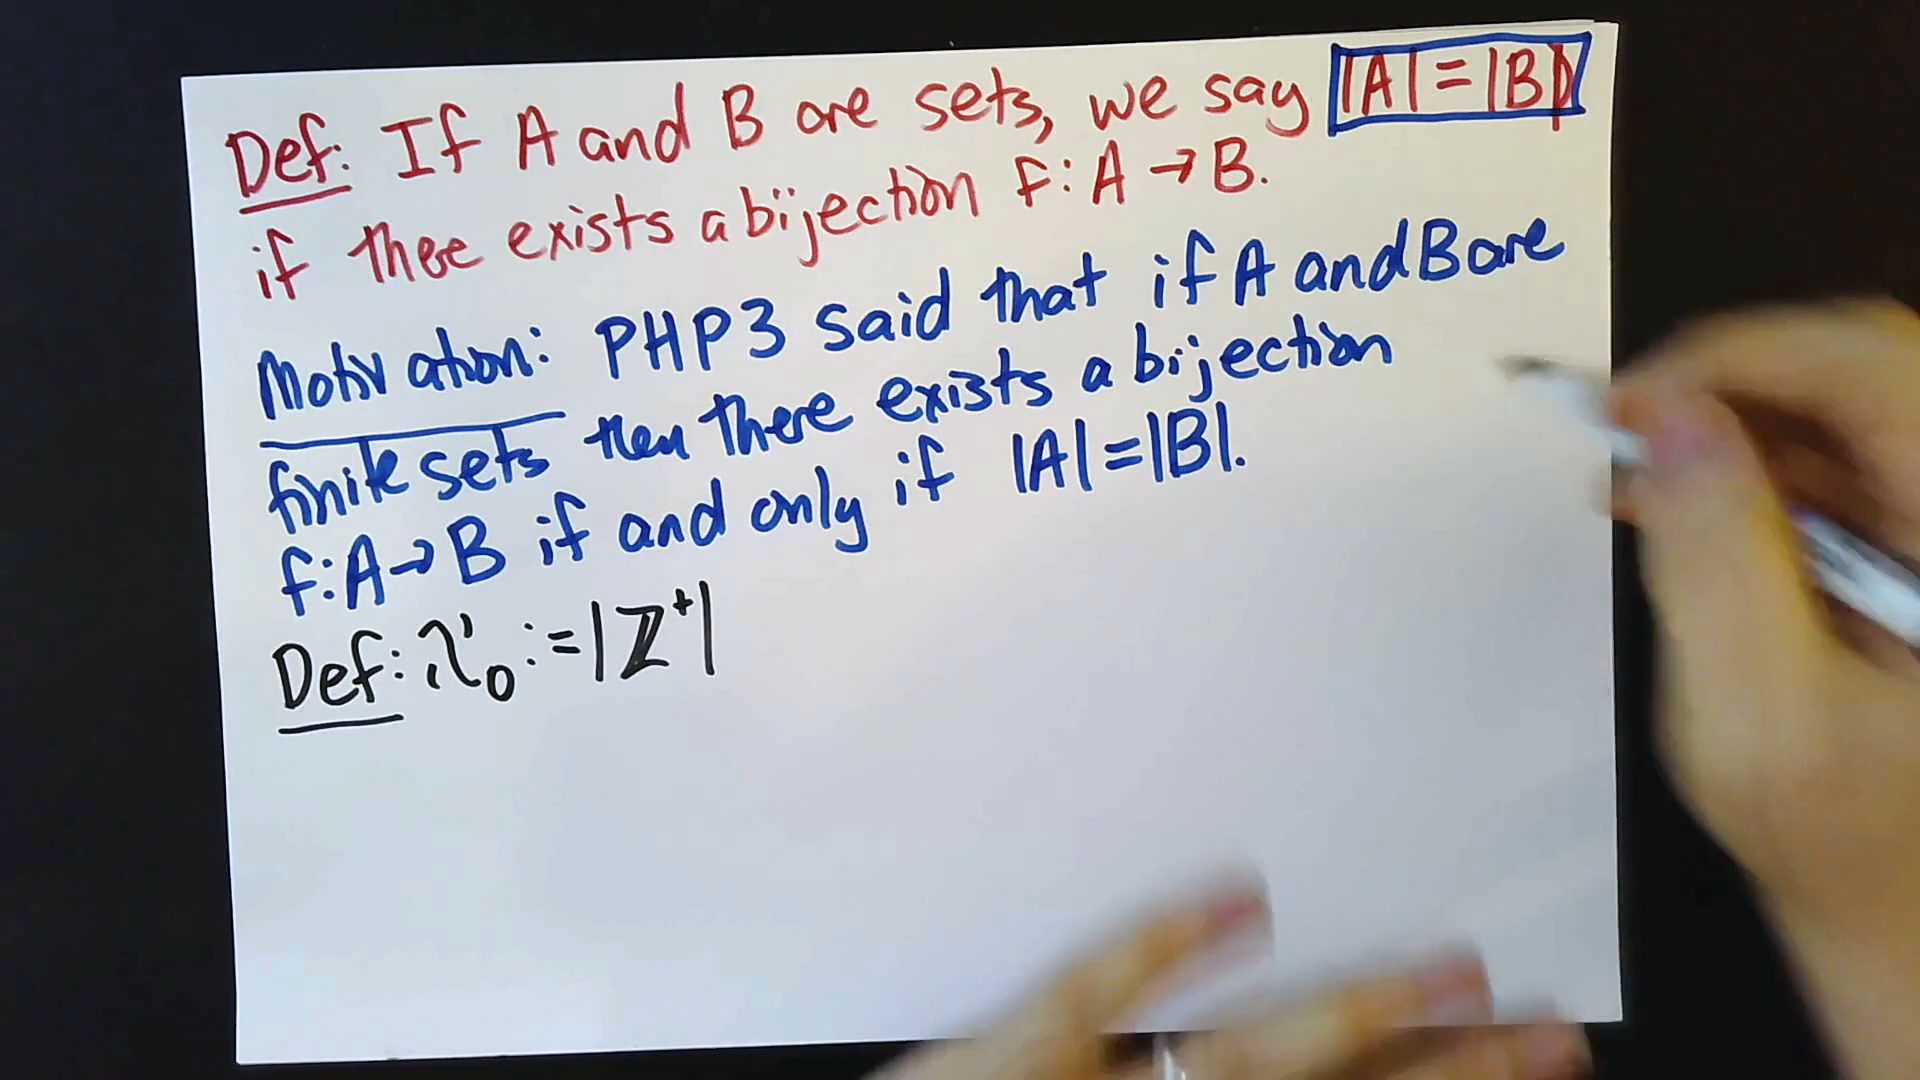 Def: If A and B are sets, we say |A| = |B|
if there exists a bijection f: A → B.
Motivation: PHP3 said that if A and B are
finite sets then there exists a bijection
f: A → B if and only if |A| = |B|.
Def: ℵ₀ := |ℤ⁺|